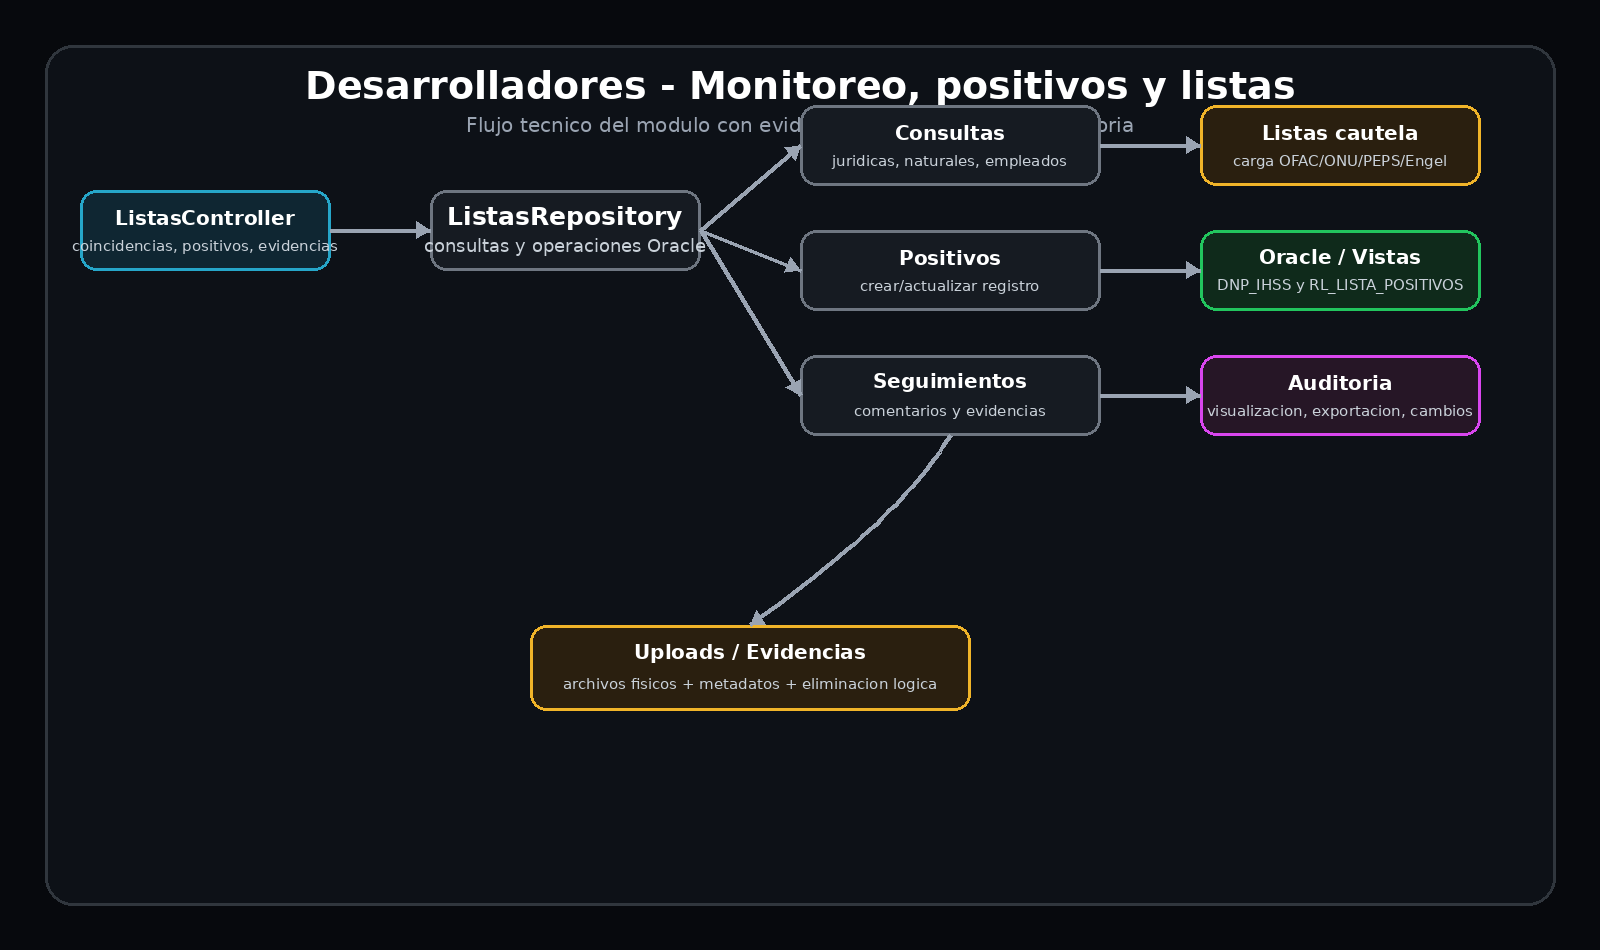 Desarrolladores - Monitoreo, positivos y listas
Flujo tecnico del modulo con
ListasController
coincidencias, positivos, evidencias
ListasRepository
consultas y operaciones Oracle
Consultas
juridicas, naturales, empleados
Listas cautela
carga OFAC/ONU/PEPS/Engel
Positivos
crear/actualizar registro
Oracle / Vistas
DNP_IHSS y RL_LISTA_POSITIVOS
Seguimientos
comentarios y evidencias
Auditoria
visualizacion, exportacion, cambios
Uploads / Evidencias
archivos fisicos + metadatos + eliminacion logica